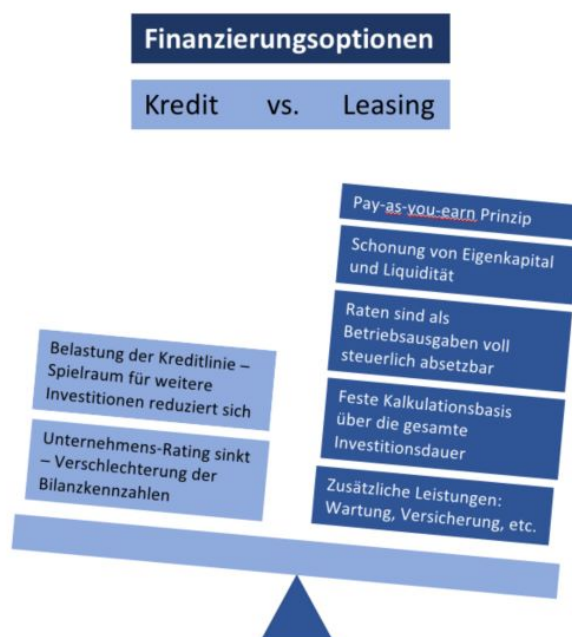 Finanzierungsoptionen
Kredit vs. Leasing
Belastung der Kreditlinie –
Spielraum für weitere
Investitionen reduziert sich
Unternehmens-Rating sinkt
– Verschlechterung der
Bilanzkennzahlen
Pay-as-you-earn Prinzip
Schonung von Eigenkapital
und Liquidität
Raten sind als
Betriebsausgaben voll
steuerlich absetzbar
Feste Kalkulationsbasis
über die gesamte
Investitionsdauer
Zusätzliche Leistungen:
Wartung, Versicherung, etc.